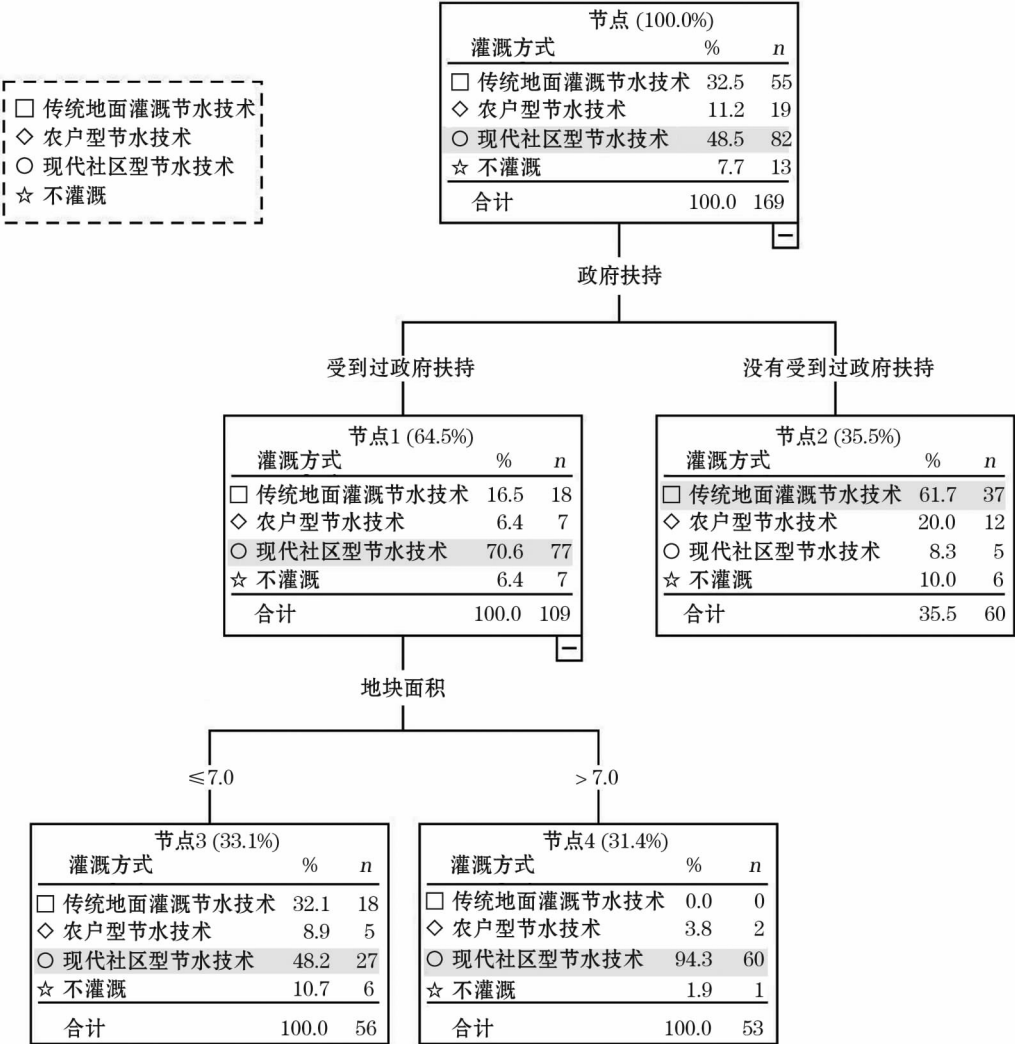 节点 (100.0%)
灌溉方式 % n
□ 传统地面灌溉节水技术 32.5 55
◇ 农户型节水技术 11.2 19
○ 现代社区型节水技术 48.5 82
☆ 不灌溉 7.7 13
合计 100.0 169
□ 传统地面灌溉节水技术
◇ 农户型节水技术
○ 现代社区型节水技术
☆ 不灌溉
政府扶持
受到过政府扶持
没有受到过政府扶持
节点1 (64.5%)
灌溉方式 % n
□ 传统地面灌溉节水技术 16.5 18
◇ 农户型节水技术 6.4 7
○ 现代社区型节水技术 70.6 77
☆ 不灌溉 6.4 7
合计 100.0 109
节点2 (35.5%)
灌溉方式 % n
□ 传统地面灌溉节水技术 61.7 37
◇ 农户型节水技术 20.0 12
○ 现代社区型节水技术 8.3 5
☆ 不灌溉 10.0 6
合计 35.5 60
地块面积
≤7.0
>7.0
节点3 (33.1%)
灌溉方式 % n
□ 传统地面灌溉节水技术 32.1 18
◇ 农户型节水技术 8.9 5
○ 现代社区型节水技术 48.2 27
☆ 不灌溉 10.7 6
合计 100.0 56
节点4 (31.4%)
灌溉方式 % n
□ 传统地面灌溉节水技术 0.0 0
◇ 农户型节水技术 3.8 2
○ 现代社区型节水技术 94.3 60
☆ 不灌溉 1.9 1
合计 100.0 53